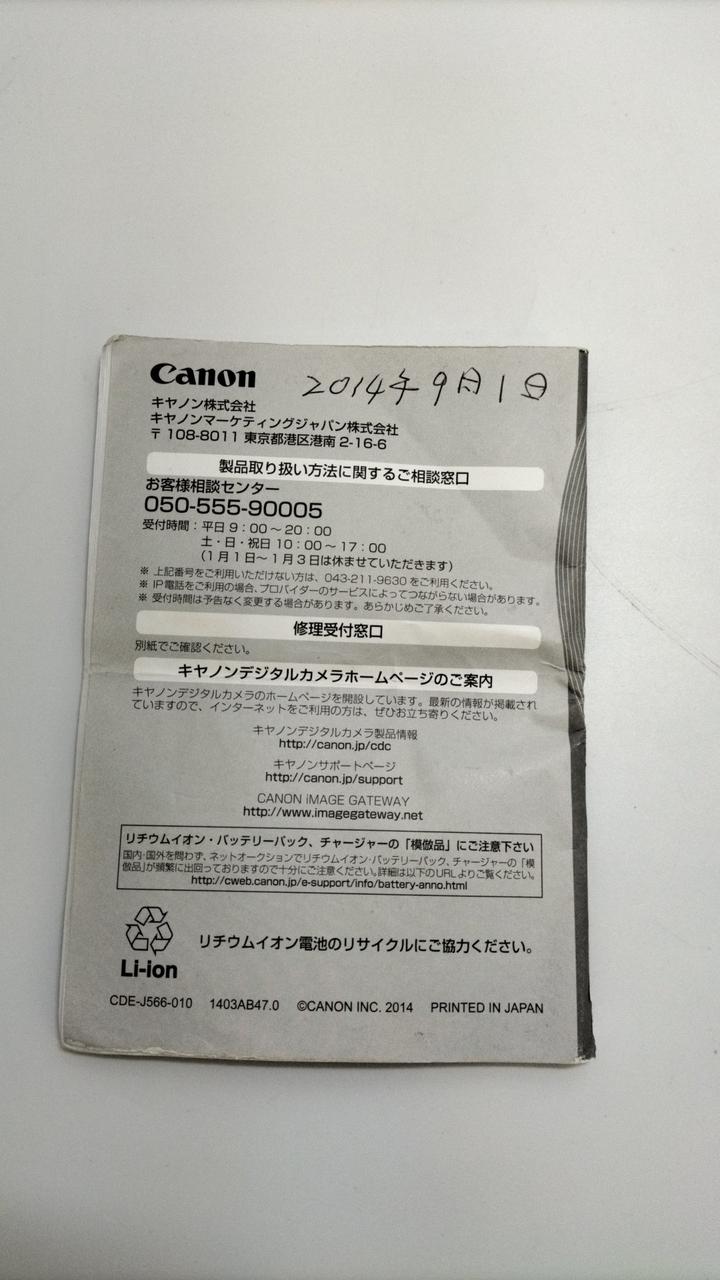 Canon 2014年9月1日
キヤノン株式会社
キヤノンマーケティングジャパン株式会社
〒108-8011 東京都港区港南 2-16-6
製品取り扱い方法に関するご相談窓口
お客様相談センター
050-555-90005
受付時間：平日 9：00～20：00
土・日・祝日 10：00～17：00
（1月1日～1月3日は休ませていただきます）
※ 上記番号をご利用いただけない方は、043-211-9630 をご利用ください。
※ IP電話をご利用の場合、プロバイダーのサービスによってつながらない場合があります。
※ 受付時間は予告なく変更する場合があります。あらかじめご了承ください。
修理受付窓口
別紙でご確認ください。
キヤノンデジタルカメラホームページのご案内
キヤノンデジタルカメラのホームページを開設しています。最新の情報が掲載され
ていますので、インターネットをご利用の方は、ぜひお立ち寄りください。
キヤノンデジタルカメラ製品情報
http://canon.jp/cdc
キヤノンサポートページ
http://canon.jp/support
CANON iMAGE GATEWAY
http://www.imagegateway.net
リチウムイオン・バッテリーパック、チャージャーの「模倣品」にご注意下さい
国内・国外を問わず、ネットオークションでリチウムイオン・バッテリーパック、チャージャーの「模
倣品」が頻繁に出回っておりますので十分にご注意ください。詳細は以下のURLよりご覧ください。
http://cweb.canon.jp/e-support/info/battery-anno.html
リチウムイオン電池のリサイクルにご協力ください。
Li-ion
CDE-J566-010 1403AB47.0 ©CANON INC. 2014 PRINTED IN JAPAN